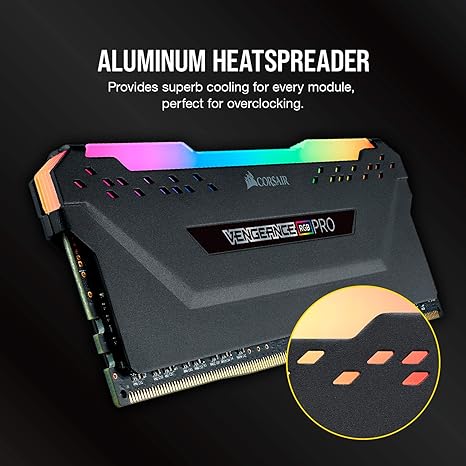 ALUMINUM HEATSPREADER
Provides superb cooling for every module,
perfect for overclocking.
CORSAIR
VENGEANCE RGB PRO